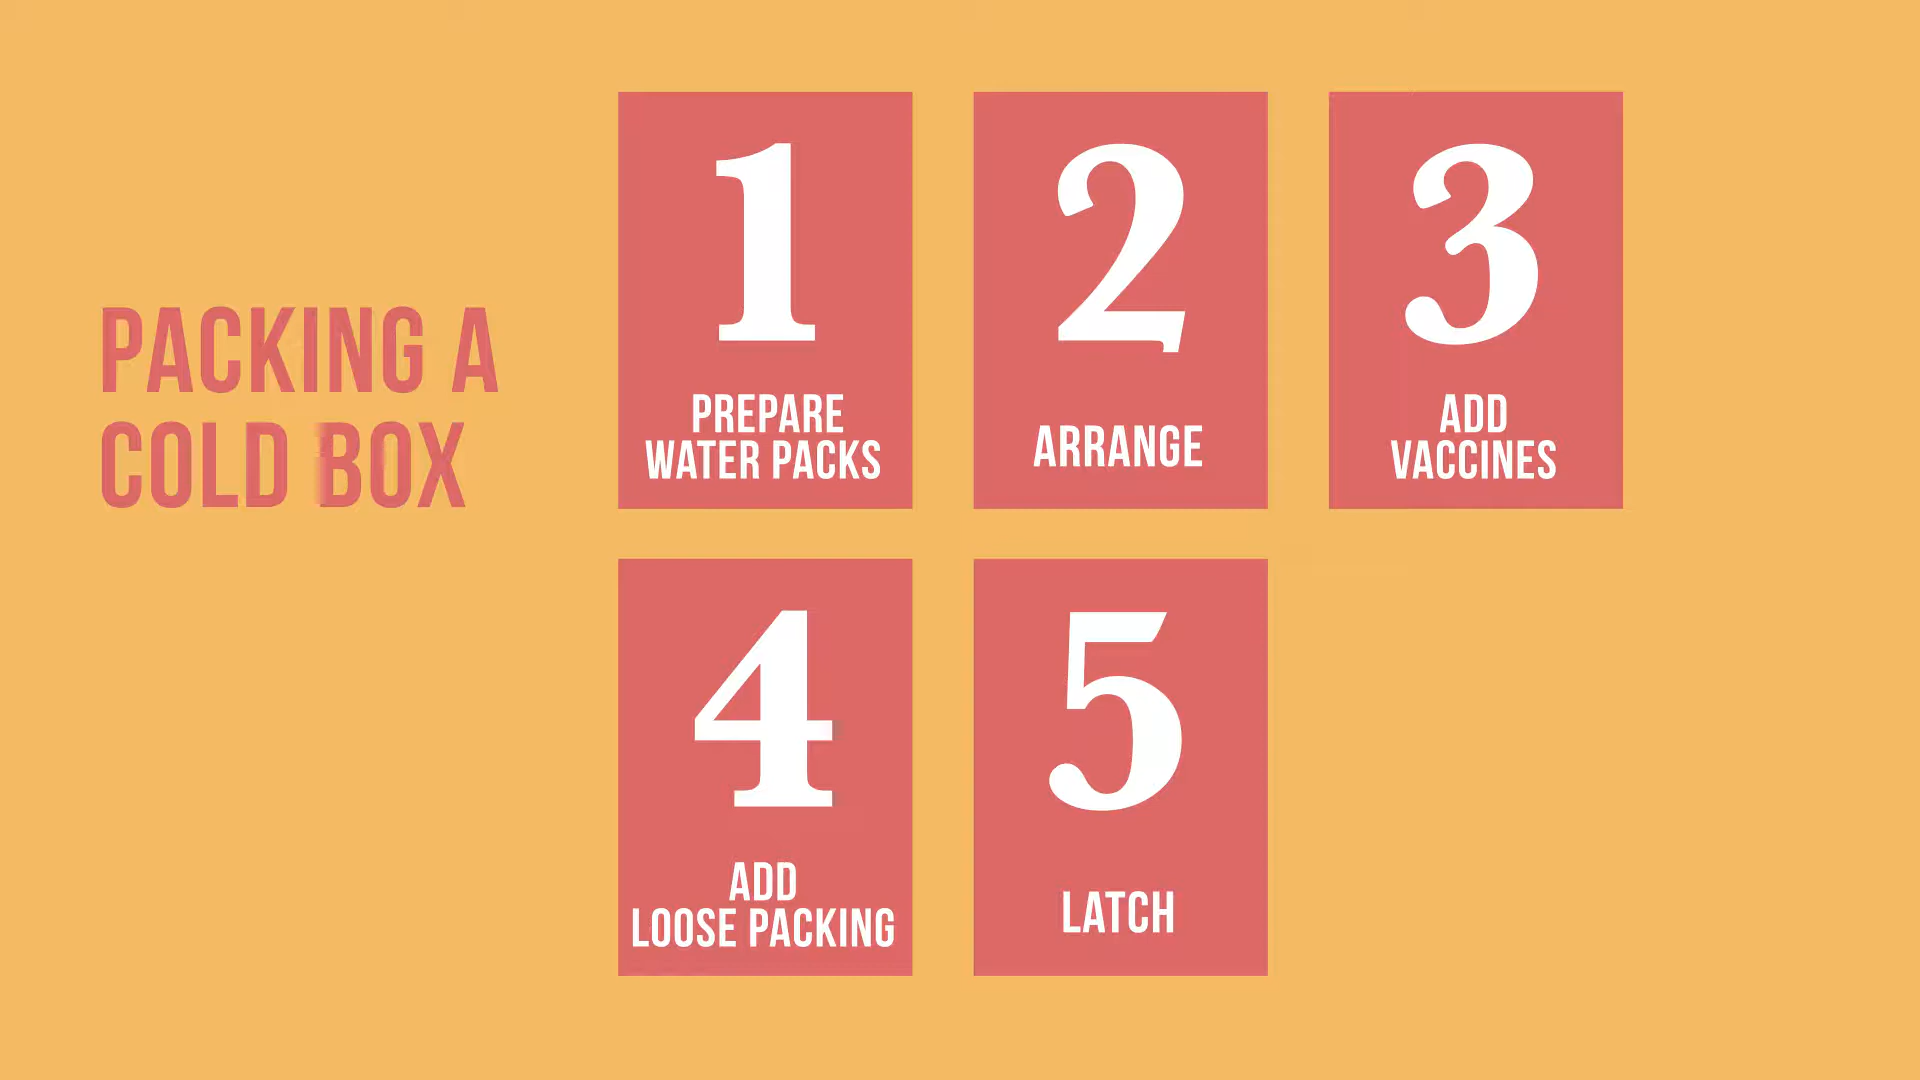 PACKING A
COLD BOX
1
PREPARE
WATER PACKS
2
ARRANGE
3
ADD
VACCINES
4
ADD
LOOSE PACKING
5
LATCH